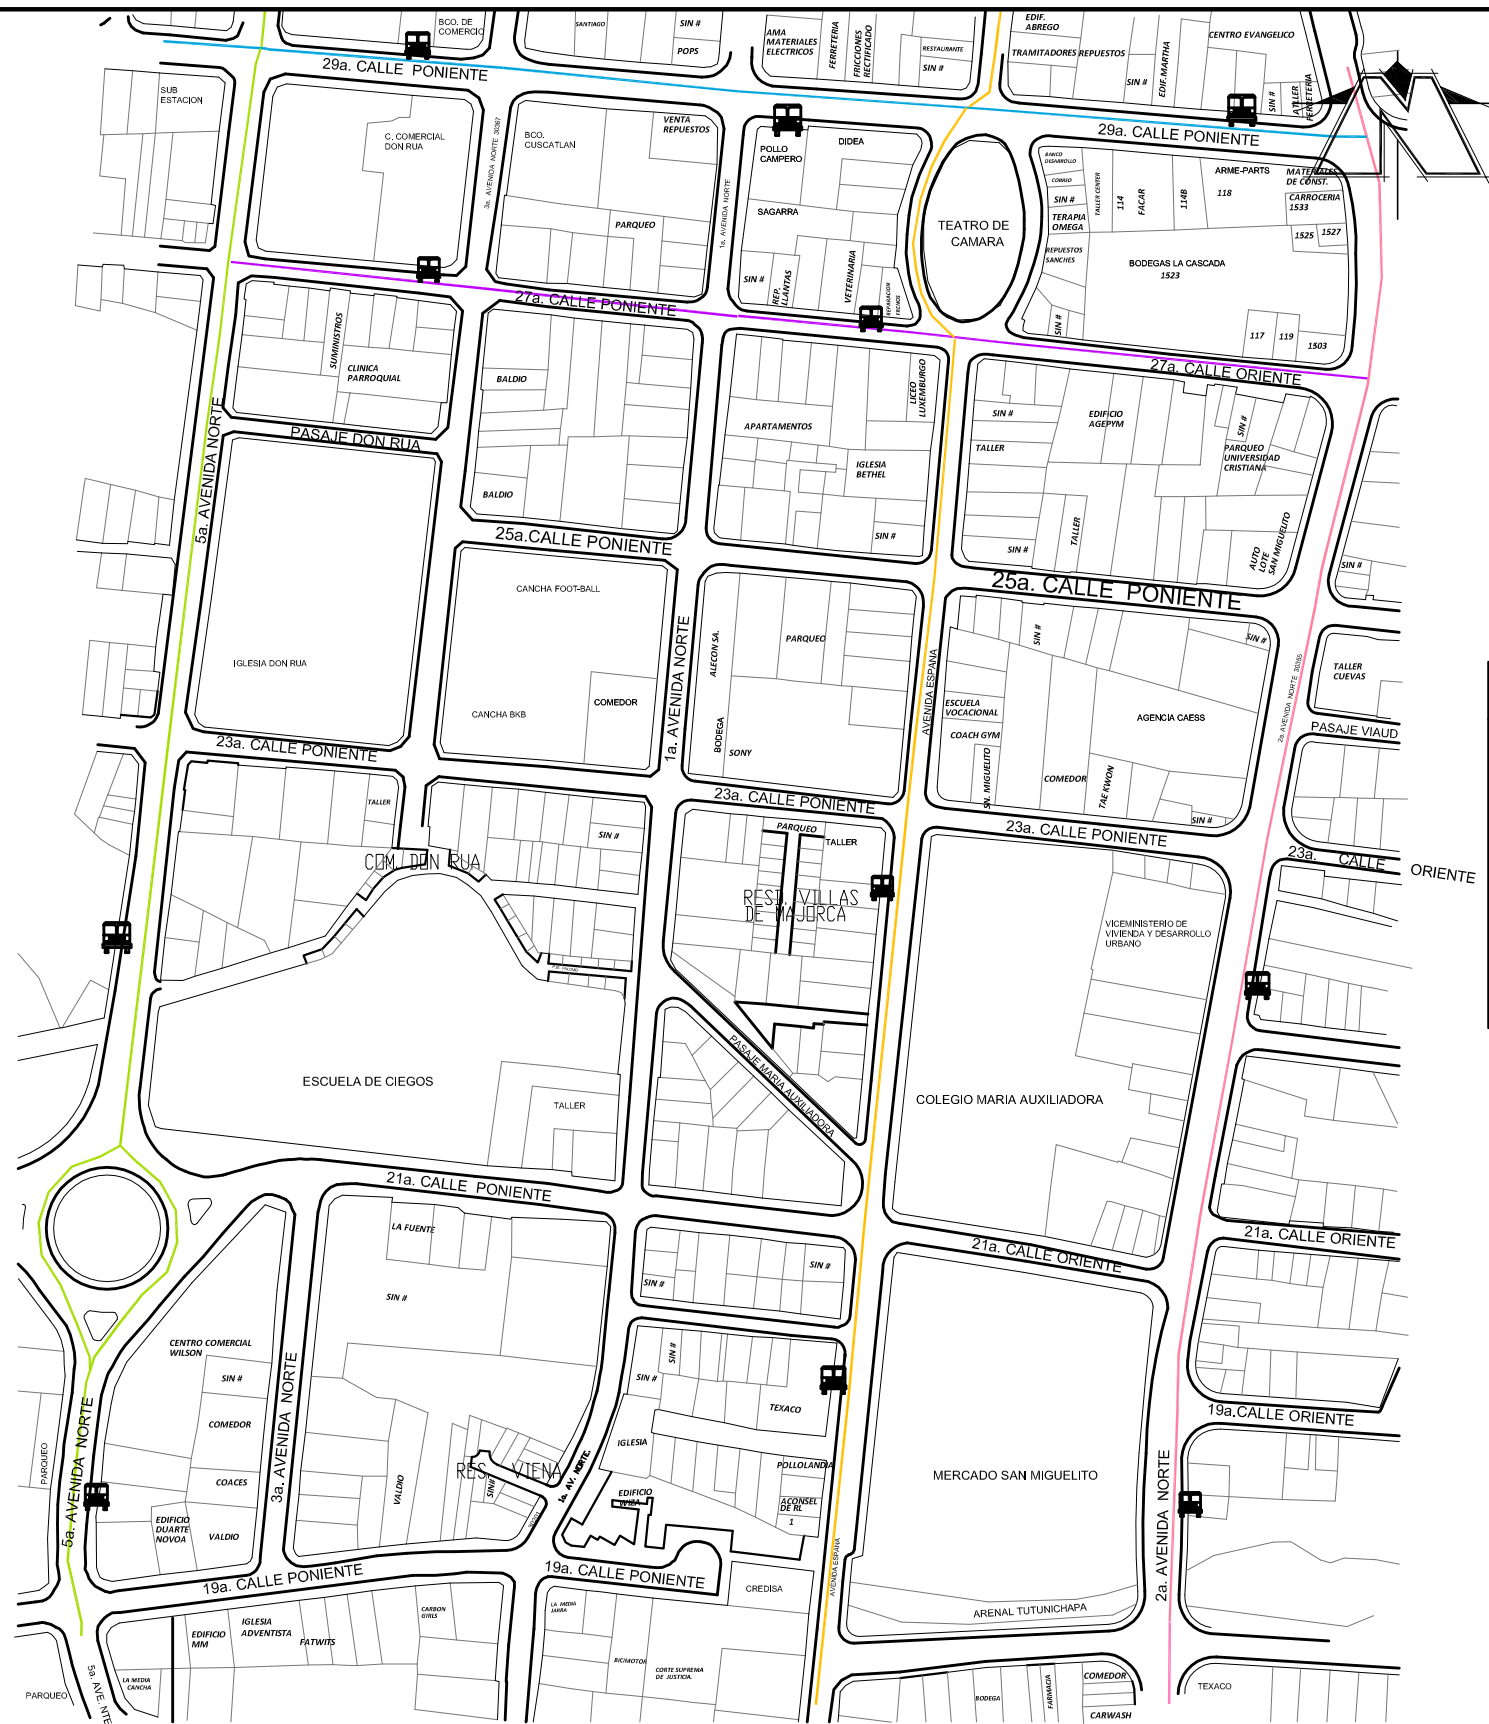 BCO. DE
COMERCIO
SANTIAGO
SIN #
POPS
AMA
MATERIALES
ELECTRICOS
FERRETERIA
FRICCIONES
RECTIFICADO
RESTAURANTE
SIN #
EDIF.
ABREGO
TRAMITADORES
REPUESTOS
SIN #
EDIF.MARTHA
CENTRO EVANGELICO
SIN #
FERRETERIA
29a. CALLE PONIENTE
29a. CALLE PONIENTE
SUB
ESTACION
C. COMERCIAL
DON RUA
BCO.
CUSCATLAN
VENTA
REPUESTOS
PARQUEO
1a. AVENIDA NORTE
POLLO
CAMPERO
DIDEA
SAGARRA
SIN #
REP.
LLANTAS
VETERINARIA
TEATRO DE
CAMARA
BANCO
DESARROLLO
SIN #
TERAPIA
OMEGA
REPUESTOS
SANCHES
SIN #
TALLER CENTER
114
FACAR
114B
ARME-PARTS
118
MATERIALES
DE CONST.
CARROCERIA
1533
1525
1527
BODEGAS LA CASCADA
1523
117
119
1503
27a. CALLE PONIENTE
27a. CALLE ORIENTE
SUMINISTROS
CLINICA
PARROQUIAL
PASAJE DON RUA
BALDIO
BALDIO
APARTAMENTOS
LICEO
LUXEMBURGO
IGLESIA
BETHEL
SIN #
SIN #
TALLER
EDIFICIO
AGEPYM
SIN #
PARQUEO
UNIVERSIDAD
CRISTIANA
TALLER
SIN #
AUTO
LOTE
SAN MIGUELITO
SIN #
5a. AVENIDA NORTE
25a.CALLE PONIENTE
25a. CALLE PONIENTE
IGLESIA DON RUA
CANCHA FOOT-BALL
CANCHA BKB
COMEDOR
1a. AVENIDA NORTE
ALECON SA.
PARQUEO
BODEGA
SONY
AVENIDA ESPANA
SIN #
SIN #
ESCUELA
VOCACIONAL
COACH GYM
SN. MIGUELITO
COMEDOR
TAE KWON
AGENCIA CAESS
SIN #
TALLER
CUEVAS
PASAJE VIAUD
23a. CALLE PONIENTE
23a. CALLE PONIENTE
23a. CALLE PONIENTE
23a. CALLE ORIENTE
TALLER
SIN #
COM. DON RUA
PARQUEO
TALLER
RESD. VILLAS
DE MAJORCA
VICEMINISTERIO DE
VIVIENDA Y DESARROLLO
URBANO
ESCUELA DE CIEGOS
TALLER
PASAJE MARIA AUXILIADORA
COLEGIO MARIA AUXILIADORA
21a. CALLE PONIENTE
21a. CALLE ORIENTE
21a. CALLE ORIENTE
LA FUENTE
SIN #
SIN #
SIN #
CENTRO COMERCIAL
WILSON
SIN #
COMEDOR
COACES
EDIFICIO
DUARTE
NOVOA
VALDIO
PARQUEO
5a. AVENIDA NORTE
3a. AVENIDA NORTE
VALDIO
RES. VIENA
SIN#
1a. AV. NORTE.
SIN #
SIN #
TEXACO
IGLESIA
POLLOLANDIA
EDIFICIO
ACONSEL
DE RL
1
MERCADO SAN MIGUELITO
19a.CALLE ORIENTE
2a. AVENIDA NORTE
AVENIDA ESPANA
19a. CALLE PONIENTE
19a. CALLE PONIENTE
CREDISA
ARENAL TUTUNICHAPA
EDIFICIO
MM
IGLESIA
ADVENTISTA
FATWITS
CARBON
GIRLS
LA MEDIA
CANCHA
PARQUEO
5a. AVE. NTE
LA MEDIA
JARRA
BICIMOTOR
CORTE SUPREMA
DE JUSTICIA.
BODEGA
FARMACIA
COMEDOR
CARWASH
TEXACO